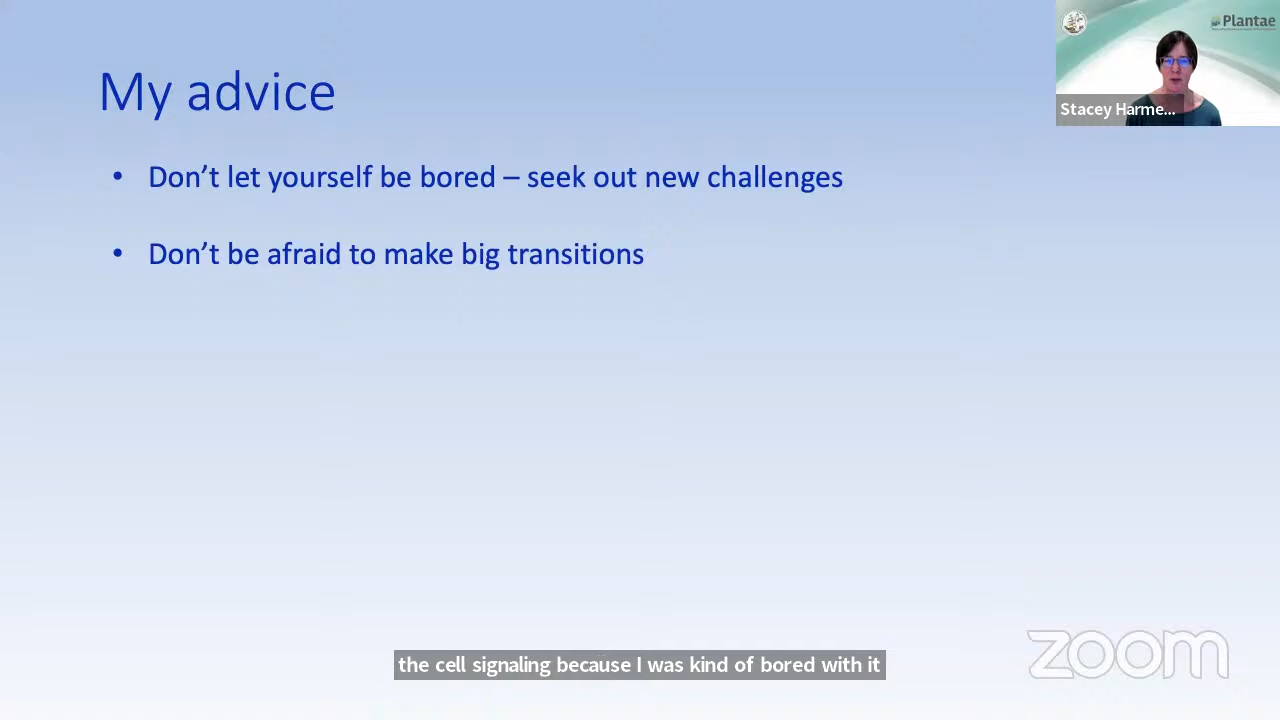 Plantae
My advice
Stacey Harme...
• Don't let yourself be bored – seek out new challenges
• Don't be afraid to make big transitions
the cell signaling because I was kind of bored with it
zoom